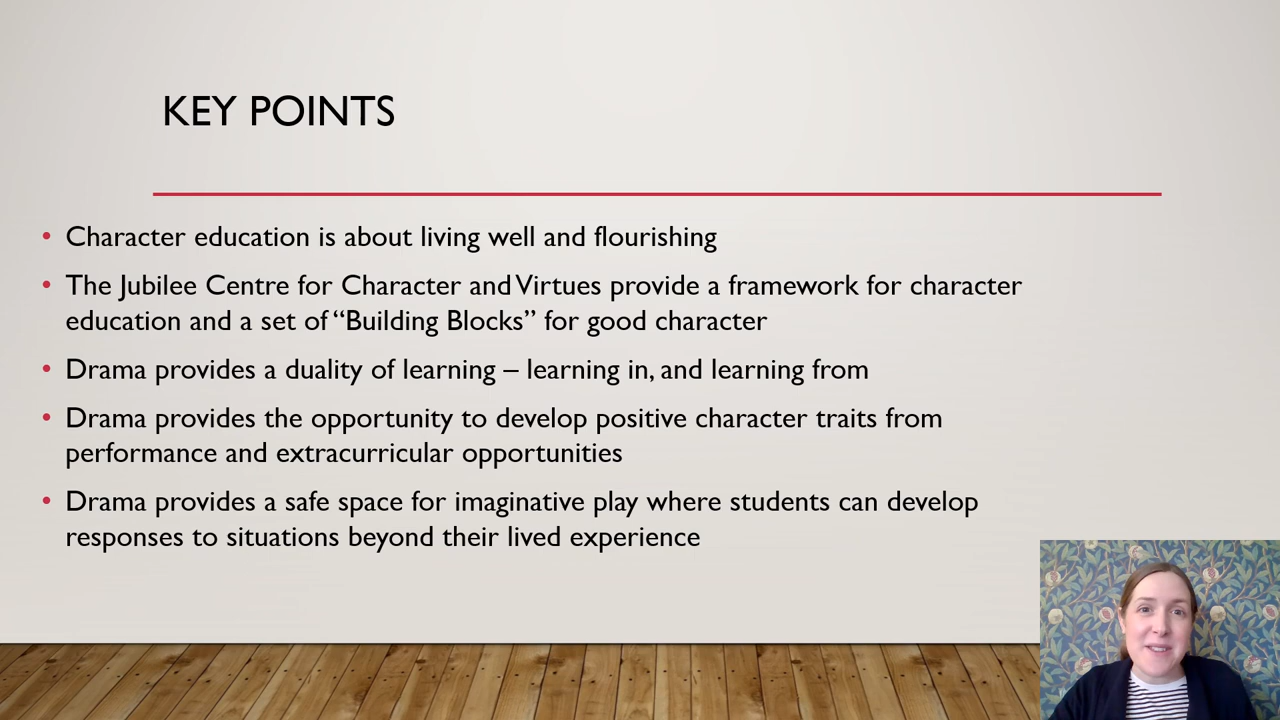 KEY POINTS
• Character education is about living well and flourishing
• The Jubilee Centre for Character and Virtues provide a framework for character
education and a set of “Building Blocks” for good character
• Drama provides a duality of learning – learning in, and learning from
• Drama provides the opportunity to develop positive character traits from
performance and extracurricular opportunities
• Drama provides a safe space for imaginative play where students can develop
responses to situations beyond their lived experience